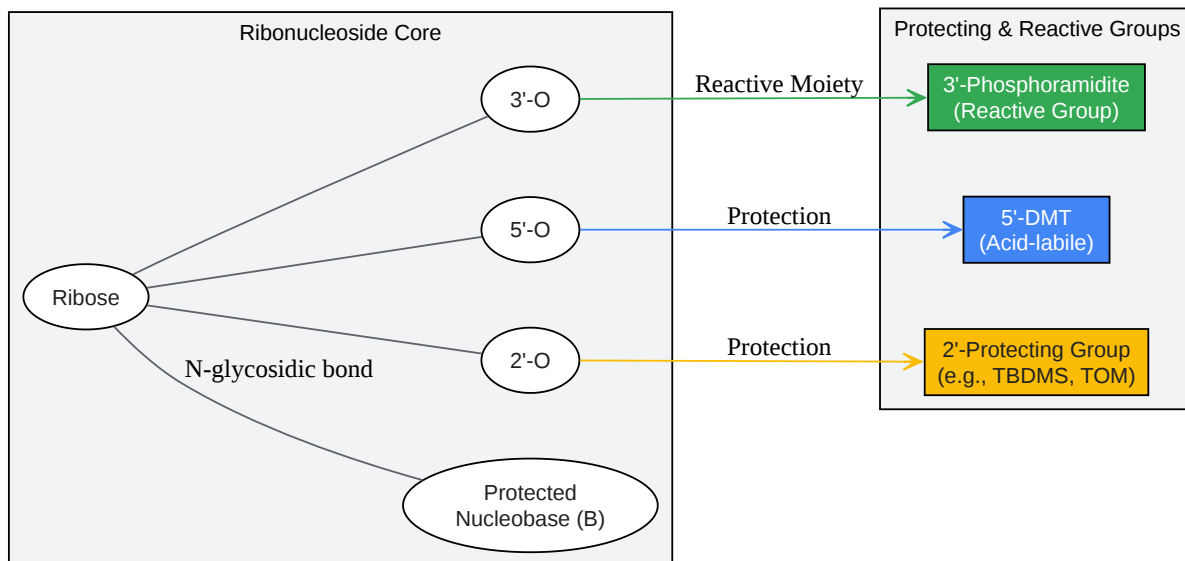 Ribonucleoside Core
Protecting & Reactive Groups
3'-O
Reactive Moiety
3'-Phosphoramidite
(Reactive Group)
5'-O
Protection
5'-DMT
(Acid-labile)
Ribose
2'-O
Protection
2'-Protecting Group
(e.g., TBDMS, TOM)
N-glycosidic bond
Protected
Nucleobase (B)